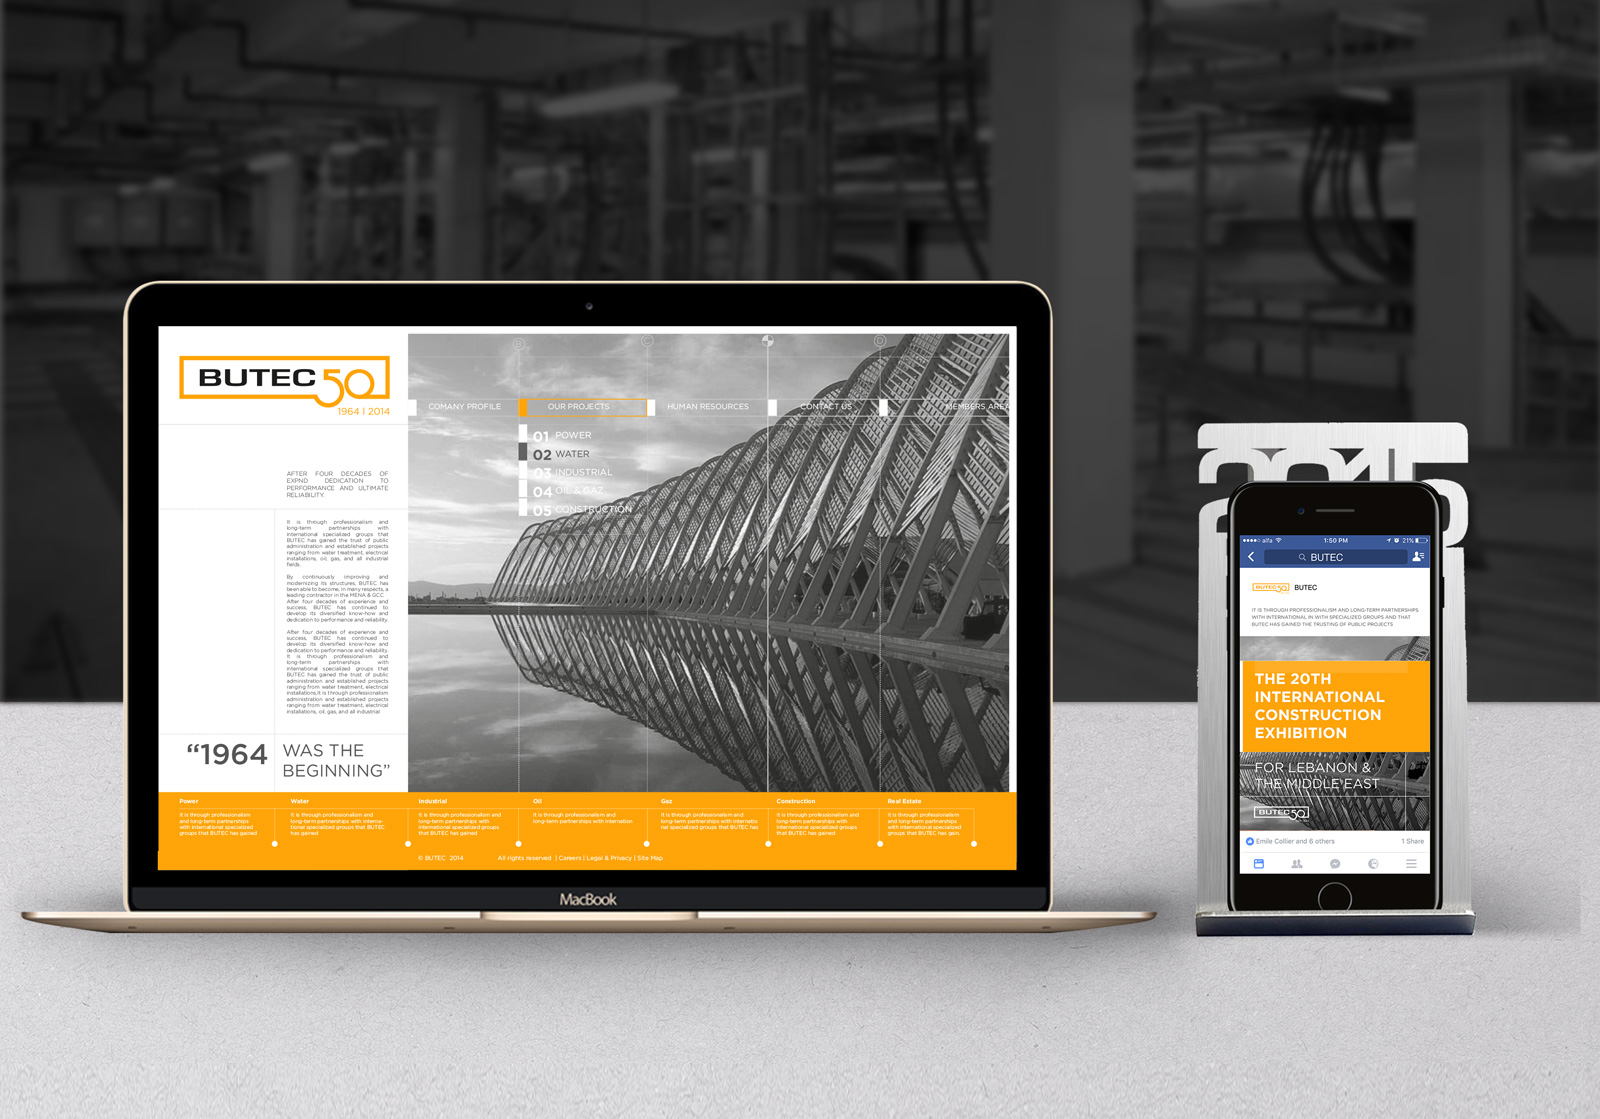 BUTEC 50
1964 | 2014
COMANY PROFILE
OUR PROJECTS
HUMAN RESOURCES
CONTACT US
MEMBERS AREA
B
C
D
01 POWER
02 WATER
03 INDUSTRIAL
04 OIL & GAZ
05 CONSTRUCTION
AFTER FOUR DECADES OF
EXPND DEDICATION TO
PERFORMANCE AND ULTIMATE
RELIABILITY.
It is through professionalism and
long-term partnerships with
international specialized groups that
BUTEC has gained the trust of public
administration and established projects
ranging from water treatment, electrical
installations, oil, gas, and all industrial
fields.
By continuously improving and
modernizing its structures, BUTEC has
been able to become, in many respects, a
leading contractor in the MENA & GCC
After four decades of experience and
success, BUTEC has continued to
develop its diversified know-how and
dedication to performance and reliability.
After four decades of experience and
success, BUTEC has continued to
develop its diversified know-how and
dedication to performance and reliability.
It is through professionalism and
long-term partnerships with
international specialized groups that
BUTEC has gained the trust of public
administration and established projects
ranging from water treatment, electrical
installations,It is through professionalism
administration and established projects
ranging from water treatment, electrical
installations, oil, gas, and all industrial
“1964 WAS THE
BEGINNING”
Power
It is through professionalism
and long-term partnerships
with international specialized
groups that BUTEC has gained
Water
It is through profesionalism and
long-term partnerships with interna-
tional specialized groups that BUTEC
has gained
Industrial
It is through profesionalism and
long-term partnerships with
international specialized groups
that BUTEC has gained
Oil
It is through profesionalism and
long-term partnerships with internation
Gaz
It is through profesionalism and
long-term partnerships with internatio
nal specialized groups that BUTEC has
Construction
It is through profesionalism and
long-term partnerships with
international specialized groups
that BUTEC has gained
Real Estate
It is through profesionalism
and long-term partnerships
with international specialized
groups that BUTEC has gain.
© BUTEC 2014
All rights reserved | Careers | Legal & Privacy | Site Map
MacBook
2015
alfa
1:50 PM
21%
BUTEC
BUTEC 50 BUTEC
IT IS THROUGH PROFESSIONALISM AND LONG-TERM PARTNERSHIPS
WITH INTERNATIONAL IN WITH SPECIALIZED GROUPS AND THAT
BUTEC HAS GAINED THE TRUSTING OF PUBLIC PROJECTS
THE 20TH
INTERNATIONAL
CONSTRUCTION
EXHIBITION
FOR LEBANON &
THE MIDDLE EAST
BUTEC 50
Emile Collier and 6 others
1 Share